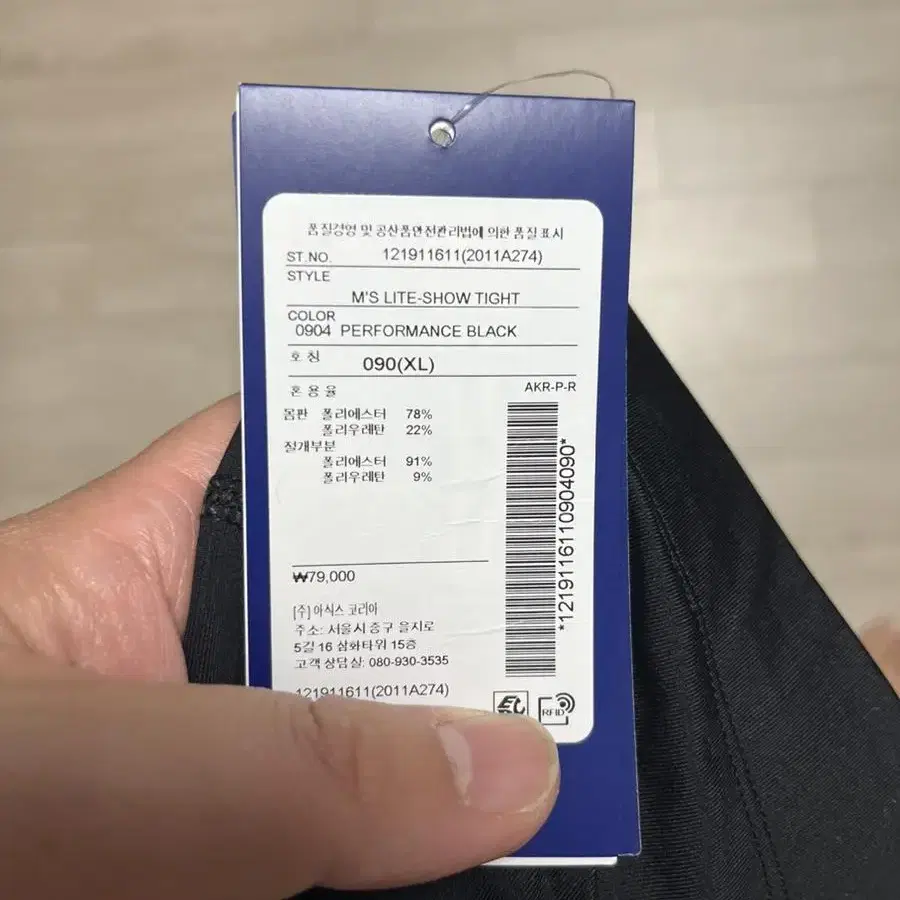 품질경영 및 공산품안전관리법에 의한 품질표시
ST.NO. 121911611(2011A274)
STYLE
M'S LITE-SHOW TIGHT
COLOR
0904 PERFORMANCE BLACK
호 칭 090(XL)
혼 용 율 AKR-P-R
몸판 폴리에스터 78%
폴리우레탄 22%
절개부분
폴리에스터 91%
폴리우레탄 9%
*1219116110904090*
₩79,000
[주] 아식스 코리아
주소: 서울시 중구 을지로
5길 16 삼화타워 15층
고객 상담실: 080-930-3535
121911611(2011A274)
RFID